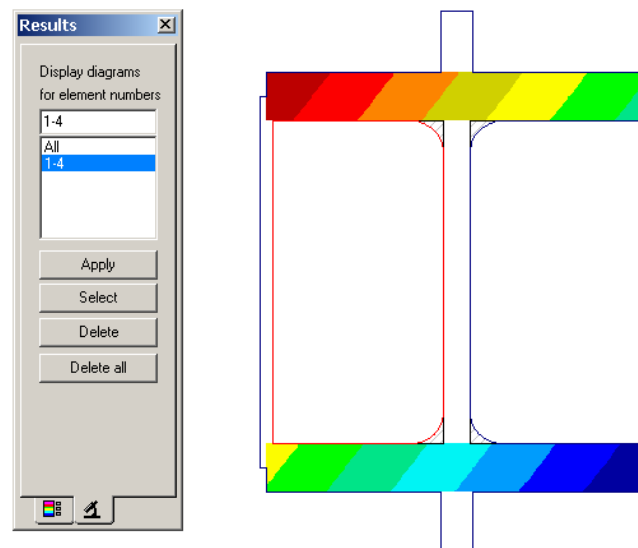 Results
Display diagrams
for element numbers
1-4
All
1-4
Apply
Select
Delete
Delete all